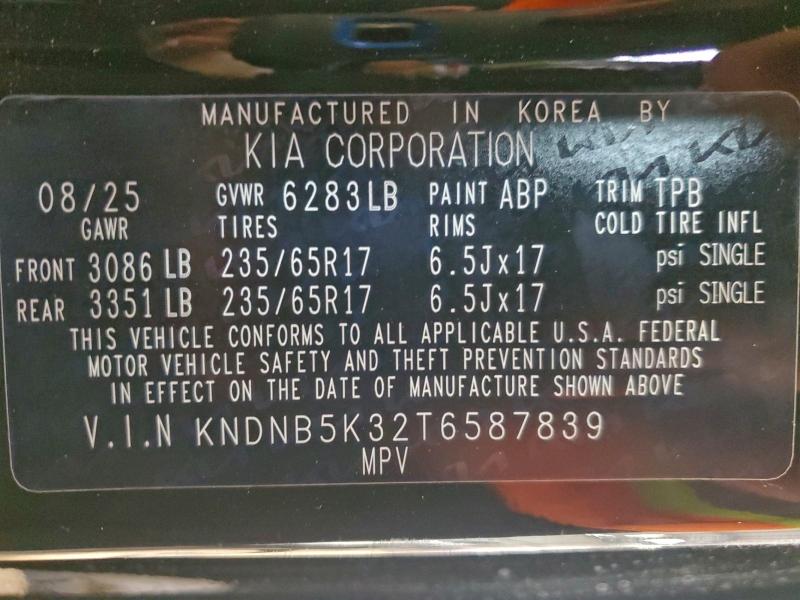 MANUFACTURED IN KOREA BY
KIA CORPORATION
08/25 GVWR 6283LB PAINT ABP TRIM TPB
GAWR TIRES RIMS COLD TIRE INFL
FRONT 3086 LB 235/65R17 6.5Jx17 psi SINGLE
REAR 3351 LB 235/65R17 6.5Jx17 psi SINGLE
THIS VEHICLE CONFORMS TO ALL APPLICABLE U.S.A. FEDERAL
MOTOR VEHICLE SAFETY AND THEFT PREVENTION STANDARDS
IN EFFECT ON THE DATE OF MANUFACTURE SHOWN ABOVE
V.I.N KNDNB5K32T6587839
MPV